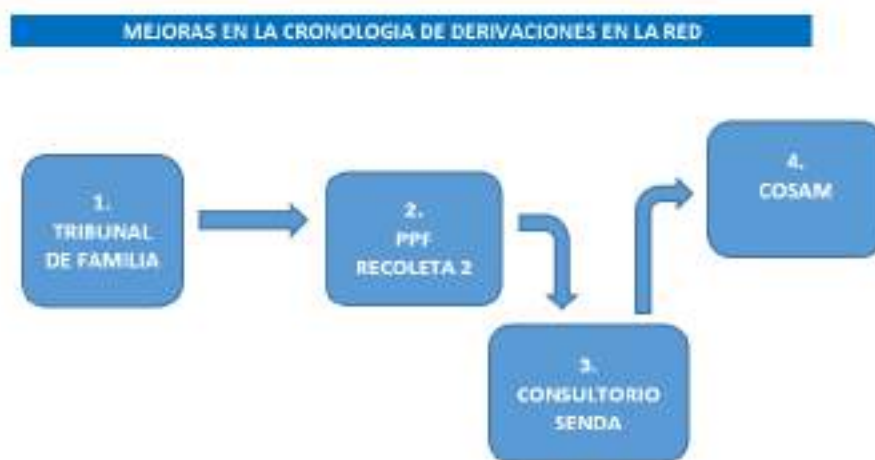 MEJORAS EN LA CRONOLOGIA DE DERIVACIONES EN LA RED
1.
TRIBUNAL
DE FAMILIA
2.
PPF
RECOLETA 2
3.
CONSULTORIO
SENDA
4.
COSAM